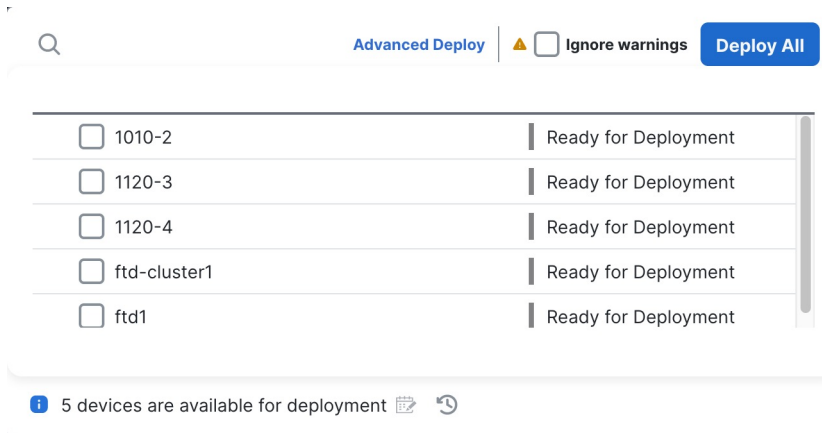 Advanced Deploy Ignore warnings Deploy All
1010-2 Ready for Deployment
1120-3 Ready for Deployment
1120-4 Ready for Deployment
ftd-cluster1 Ready for Deployment
ftd1 Ready for Deployment
5 devices are available for deployment